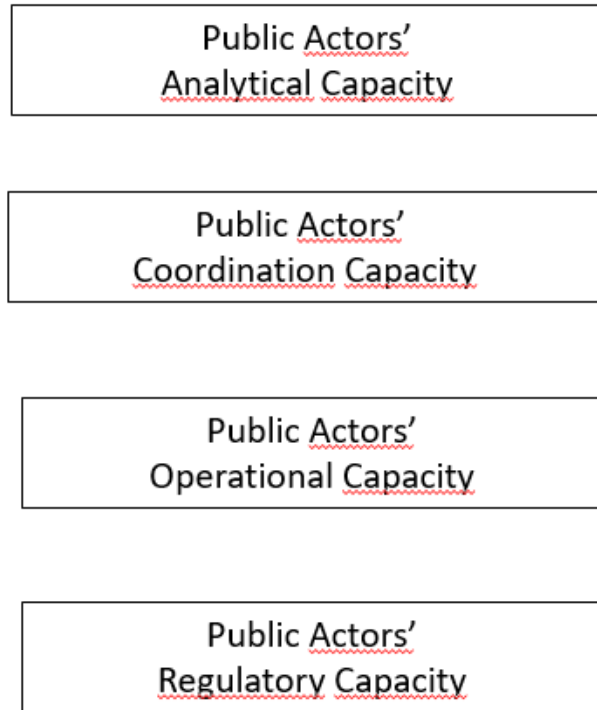 Public Actors’
Analytical Capacity
Public Actors’
Coordination Capacity
Public Actors’
Operational Capacity
Public Actors’
Regulatory Capacity